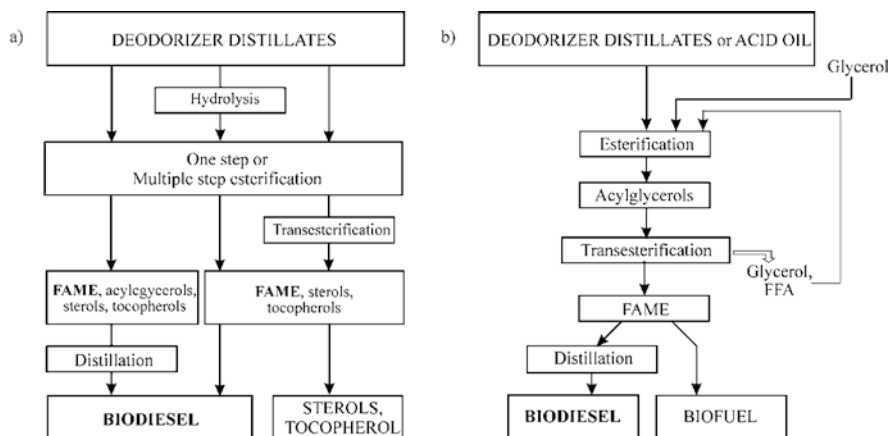 a)
DEODORIZER DISTILLATES
Hydrolysis
One step or
Multiple step esterification
Transesterification
FAME, acylegycerols,
sterols, tocopherols
FAME, sterols,
tocopherols
Distillation
BIODIESEL
STEROLS,
TOCOPHEROL
b)
DEODORIZER DISTILLATES or ACID OIL
Glycerol
Esterification
Acylglycerols
Transesterification
Glycerol,
FFA
FAME
Distillation
BIODIESEL
BIOFUEL